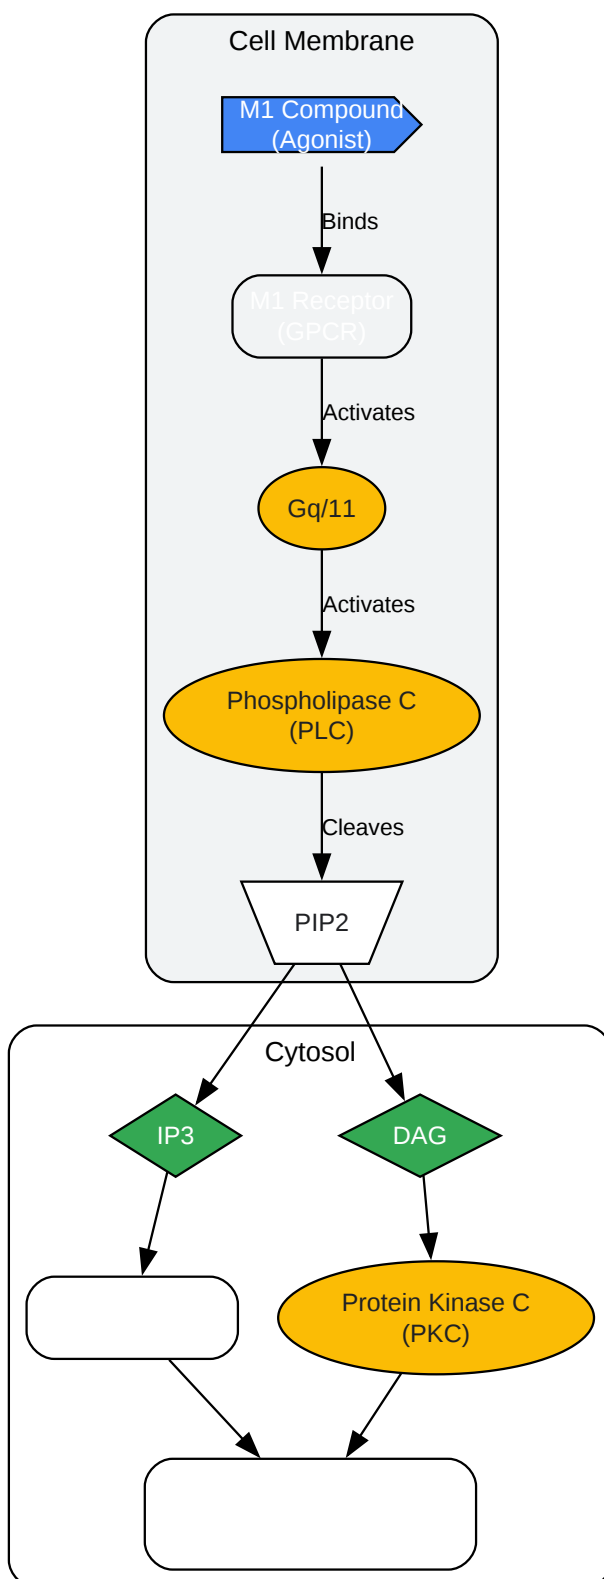 Cell Membrane
M1 Compound
(Agonist)
Binds
M1 Receptor
(GPCR)
Activates
Gq/11
Activates
Phospholipase C
(PLC)
Cleaves
PIP2
Cytosol
IP3
DAG
Protein Kinase C
(PKC)